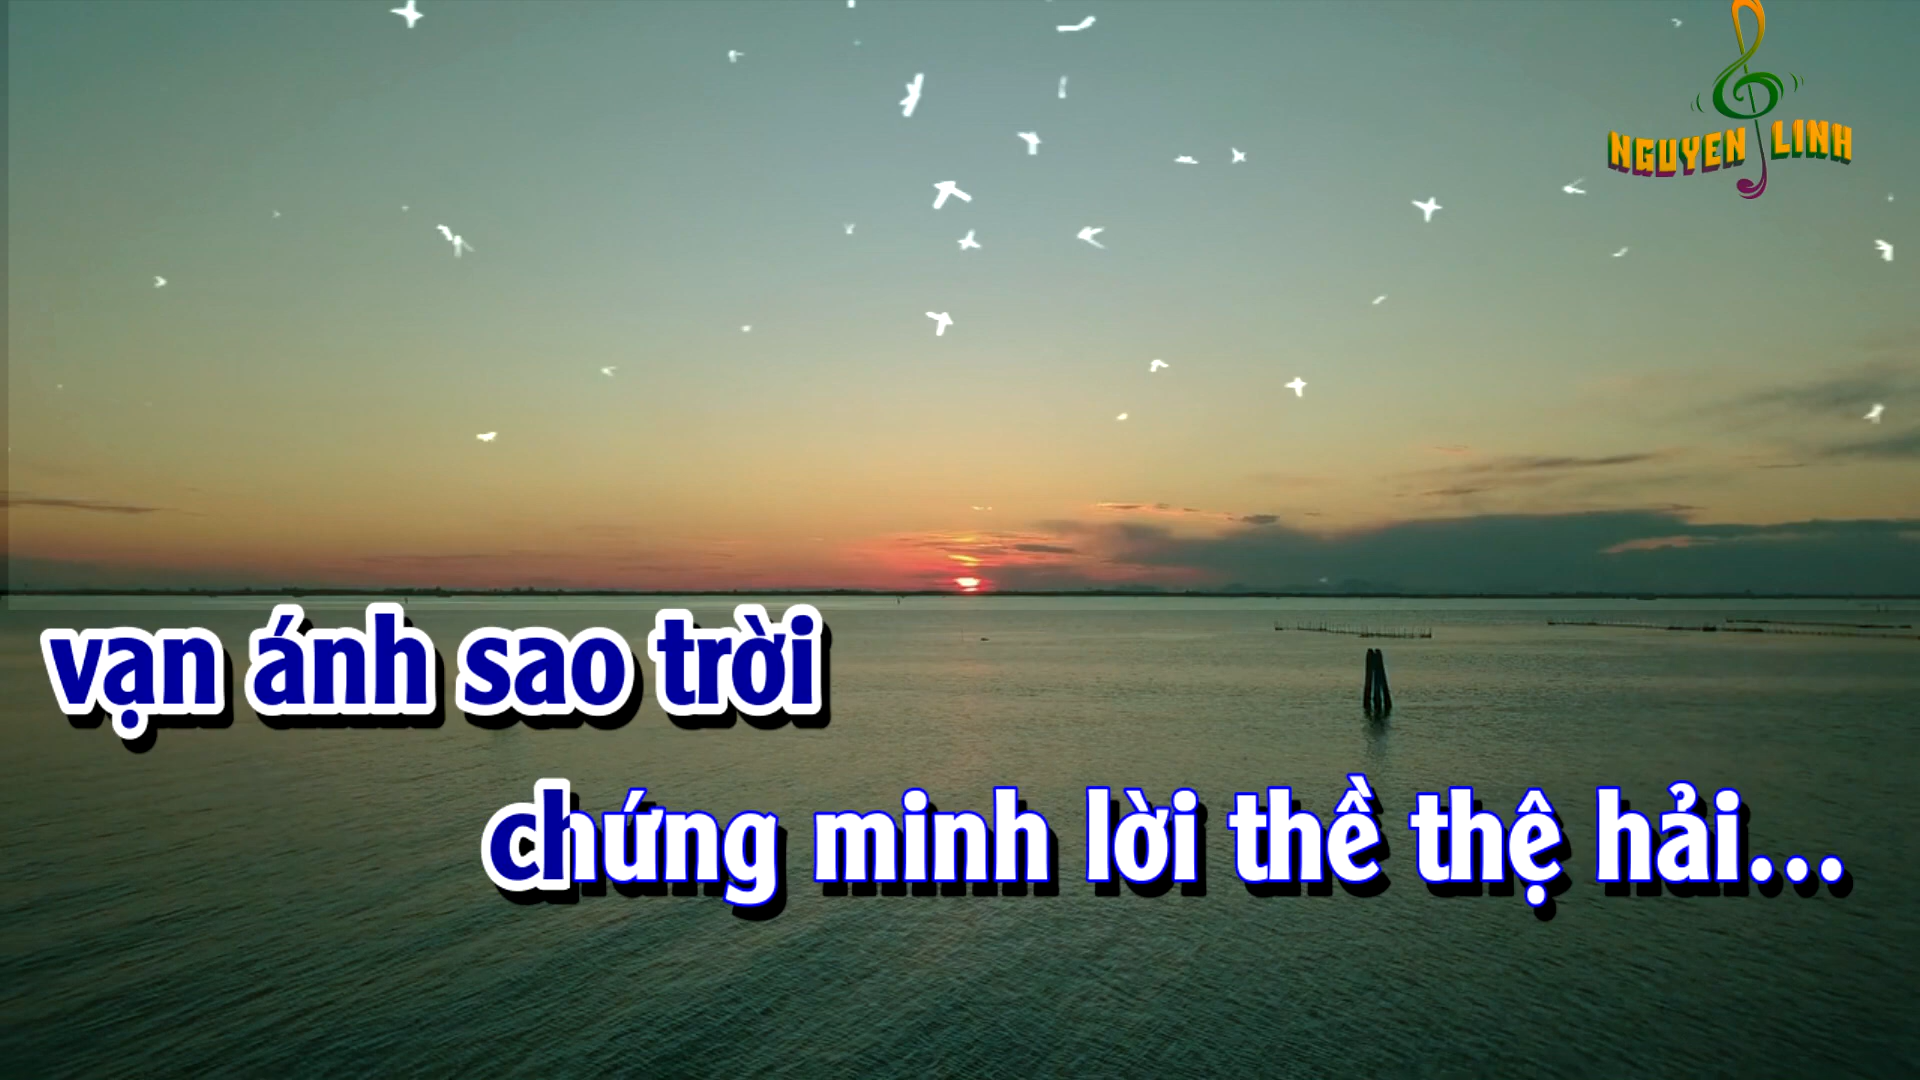 NGUYEN LINH
vạn ánh sao trời
chứng minh lời thề thệ hải...